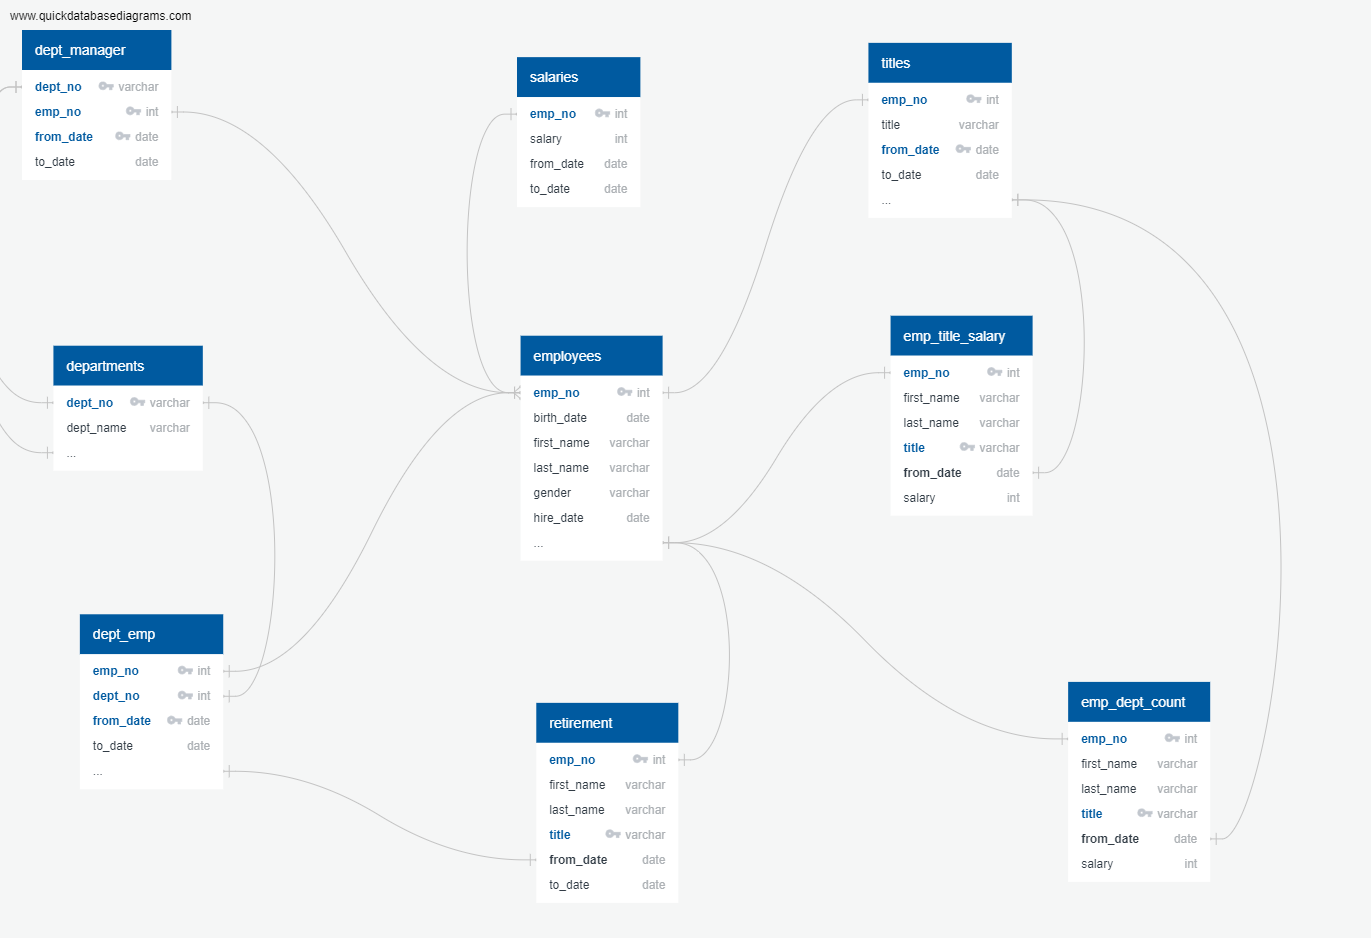 www.quickdatabasediagrams.com
dept_manager
dept_no varchar
emp_no int
from_date date
to_date date
salaries
emp_no int
salary int
from_date date
to_date date
titles
emp_no int
title varchar
from_date date
to_date date
...
departments
dept_no varchar
dept_name varchar
...
employees
emp_no int
birth_date date
first_name varchar
last_name varchar
gender varchar
hire_date date
...
emp_title_salary
emp_no int
first_name varchar
last_name varchar
title varchar
from_date date
salary int
dept_emp
emp_no int
dept_no int
from_date date
to_date date
...
retirement
emp_no int
first_name varchar
last_name varchar
title varchar
from_date date
to_date date
emp_dept_count
emp_no int
first_name varchar
last_name varchar
title varchar
from_date date
salary int